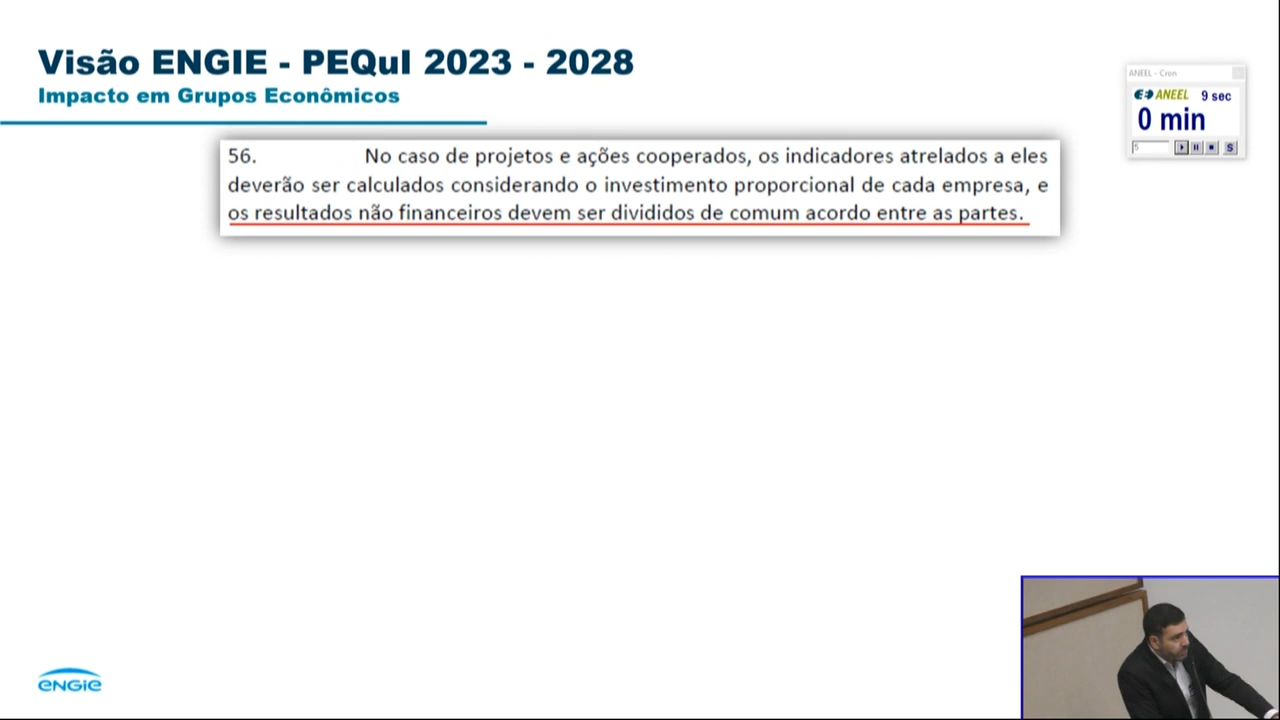 Visão ENGIE - PEQuI 2023 - 2028
Impacto em Grupos Econômicos
ANEEL - Cron
ANEEL 9 sec
0 min
5
S
56. No caso de projetos e ações cooperados, os indicadores atrelados a eles
deverão ser calculados considerando o investimento proporcional de cada empresa, e
os resultados não financeiros devem ser divididos de comum acordo entre as partes.
ENGIE